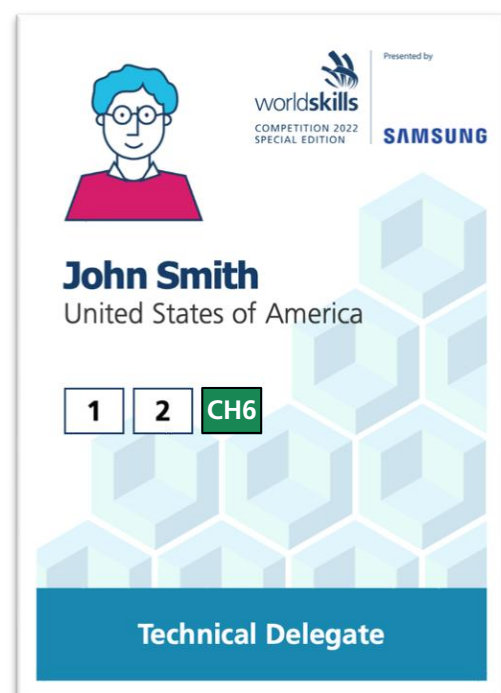 Presented by
worldskills
COMPETITION 2022
SPECIAL EDITION
SAMSUNG
John Smith
United States of America
1 2 CH6
Technical Delegate